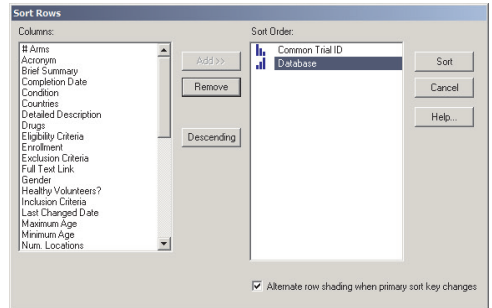 Sort Rows
Columns:
# Arms
Acronym
Brief Summary
Completion Date
Condition
Countries
Detailed Description
Drugs
Eligibility Criteria
Enrollment
Exclusion Criteria
Full Text Link
Gender
Healthy Volunteers?
Inclusion Criteria
Last Changed Date
Maximum Age
Minimum Age
Num. Locations
Add >>
Remove
Descending
Sort Order:
Common Trial ID
Database
Sort
Cancel
Help...
Alternate row shading when primary sort key changes